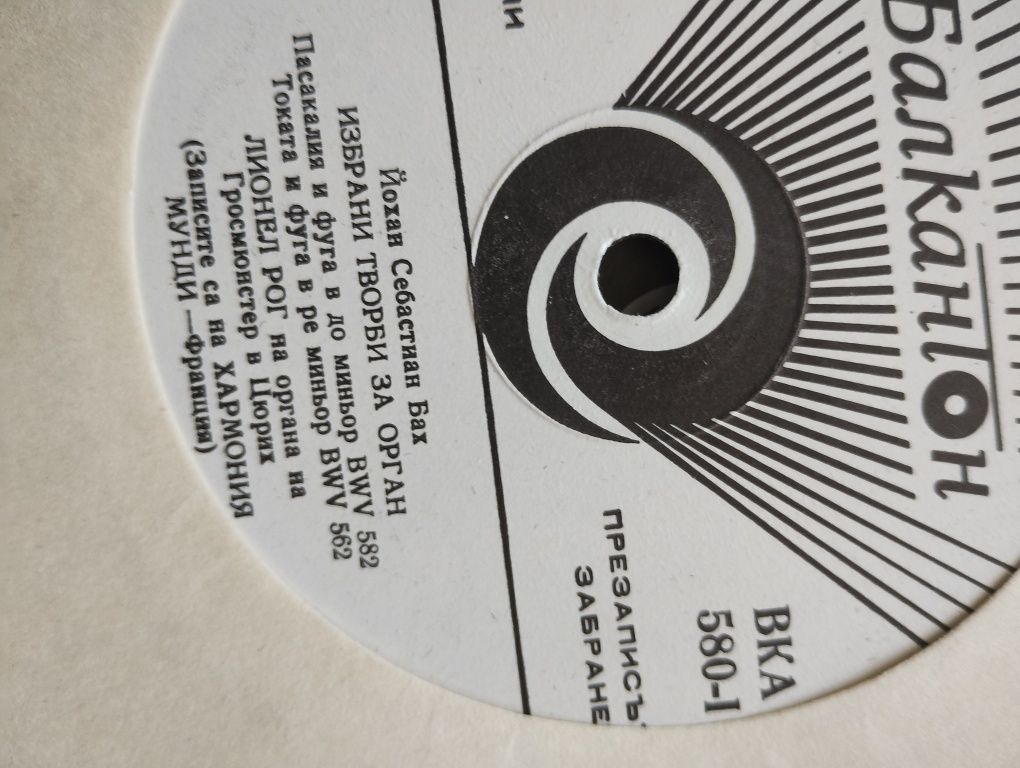 Балканюн
ВКА
580-I
ПРЕЗАПИСЪ
ЗАБРАНЕ
Йохан Себастиан Бах
ИЗБРАНИ ТВОРБИ ЗА ОРГАН
Пасакалия и фуга в до миньор BWV 582
Токата и фуга в ре миньор BWV 562
ЛИОНЕЛ РОГ на органа на
Гросмюнстер в Цюрих
(Записите са на ХАРМОНИЯ
МУНДИ — Франция)